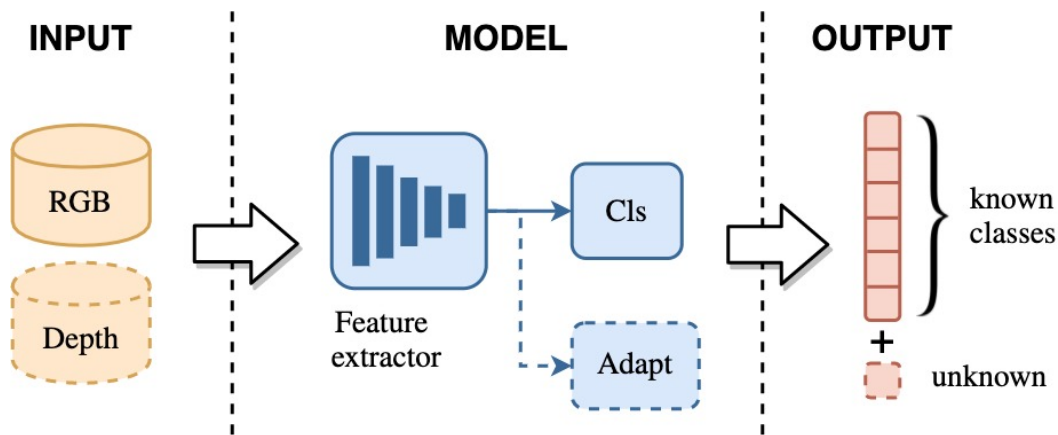 INPUT
MODEL
OUTPUT
RGB
Depth
Feature
extractor
Cls
Adapt
known
classes
+
unknown